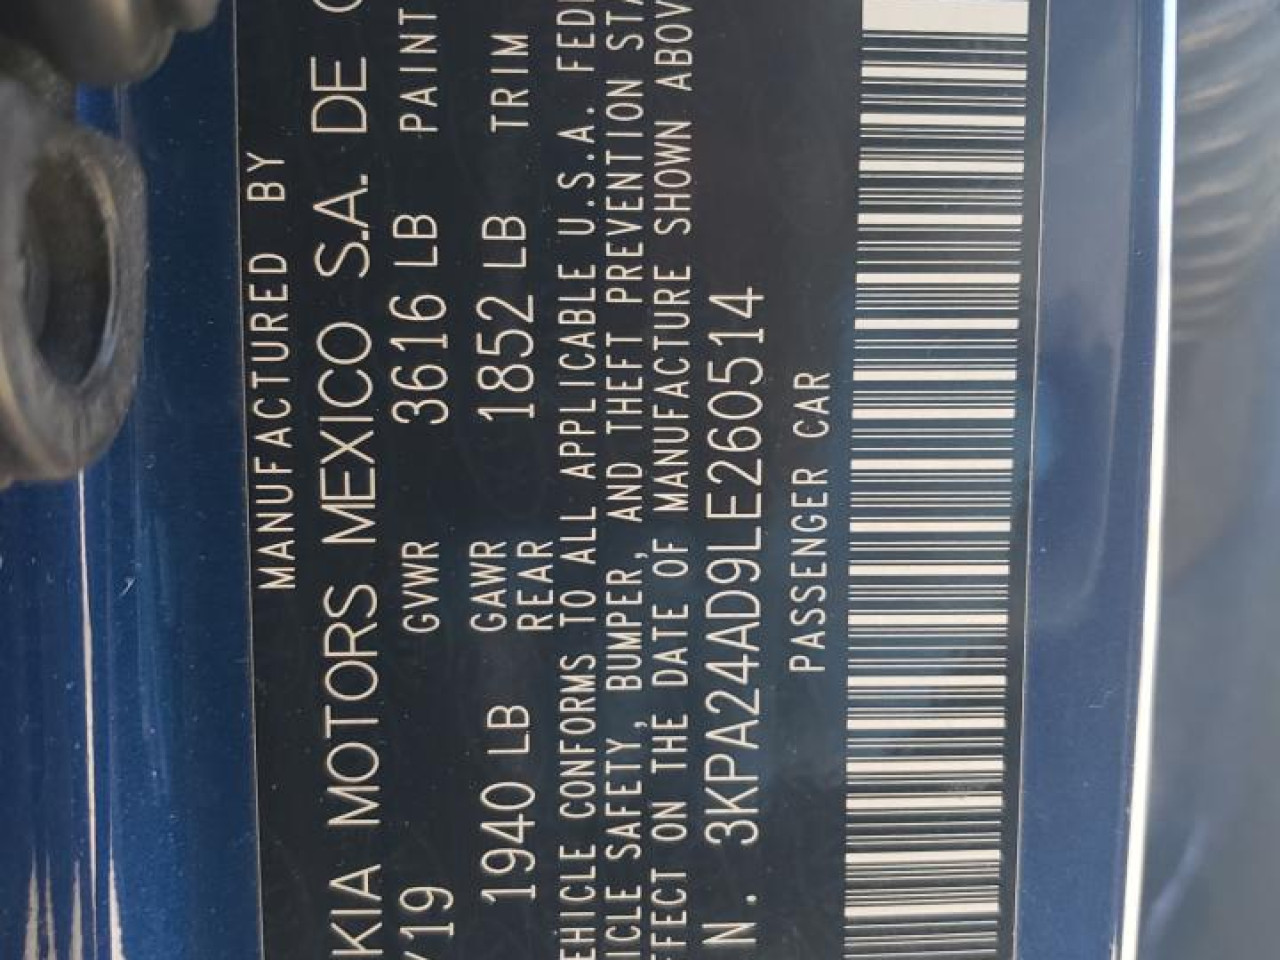 MANUFACTURED BY
KIA MOTORS MEXICO S.A. DE C
/19 GVWR 3616 LB PAINT
1940 LB GAWR REAR 1852 LB TRIM
EHICLE CONFORMS TO ALL APPLICABLE U.S.A. FED
ICLE SAFETY, BUMPER, AND THEFT PREVENTION STA
FFECT ON THE DATE OF MANUFACTURE SHOWN ABOV
N. 3KPA24AD9LE260514
PASSENGER CAR